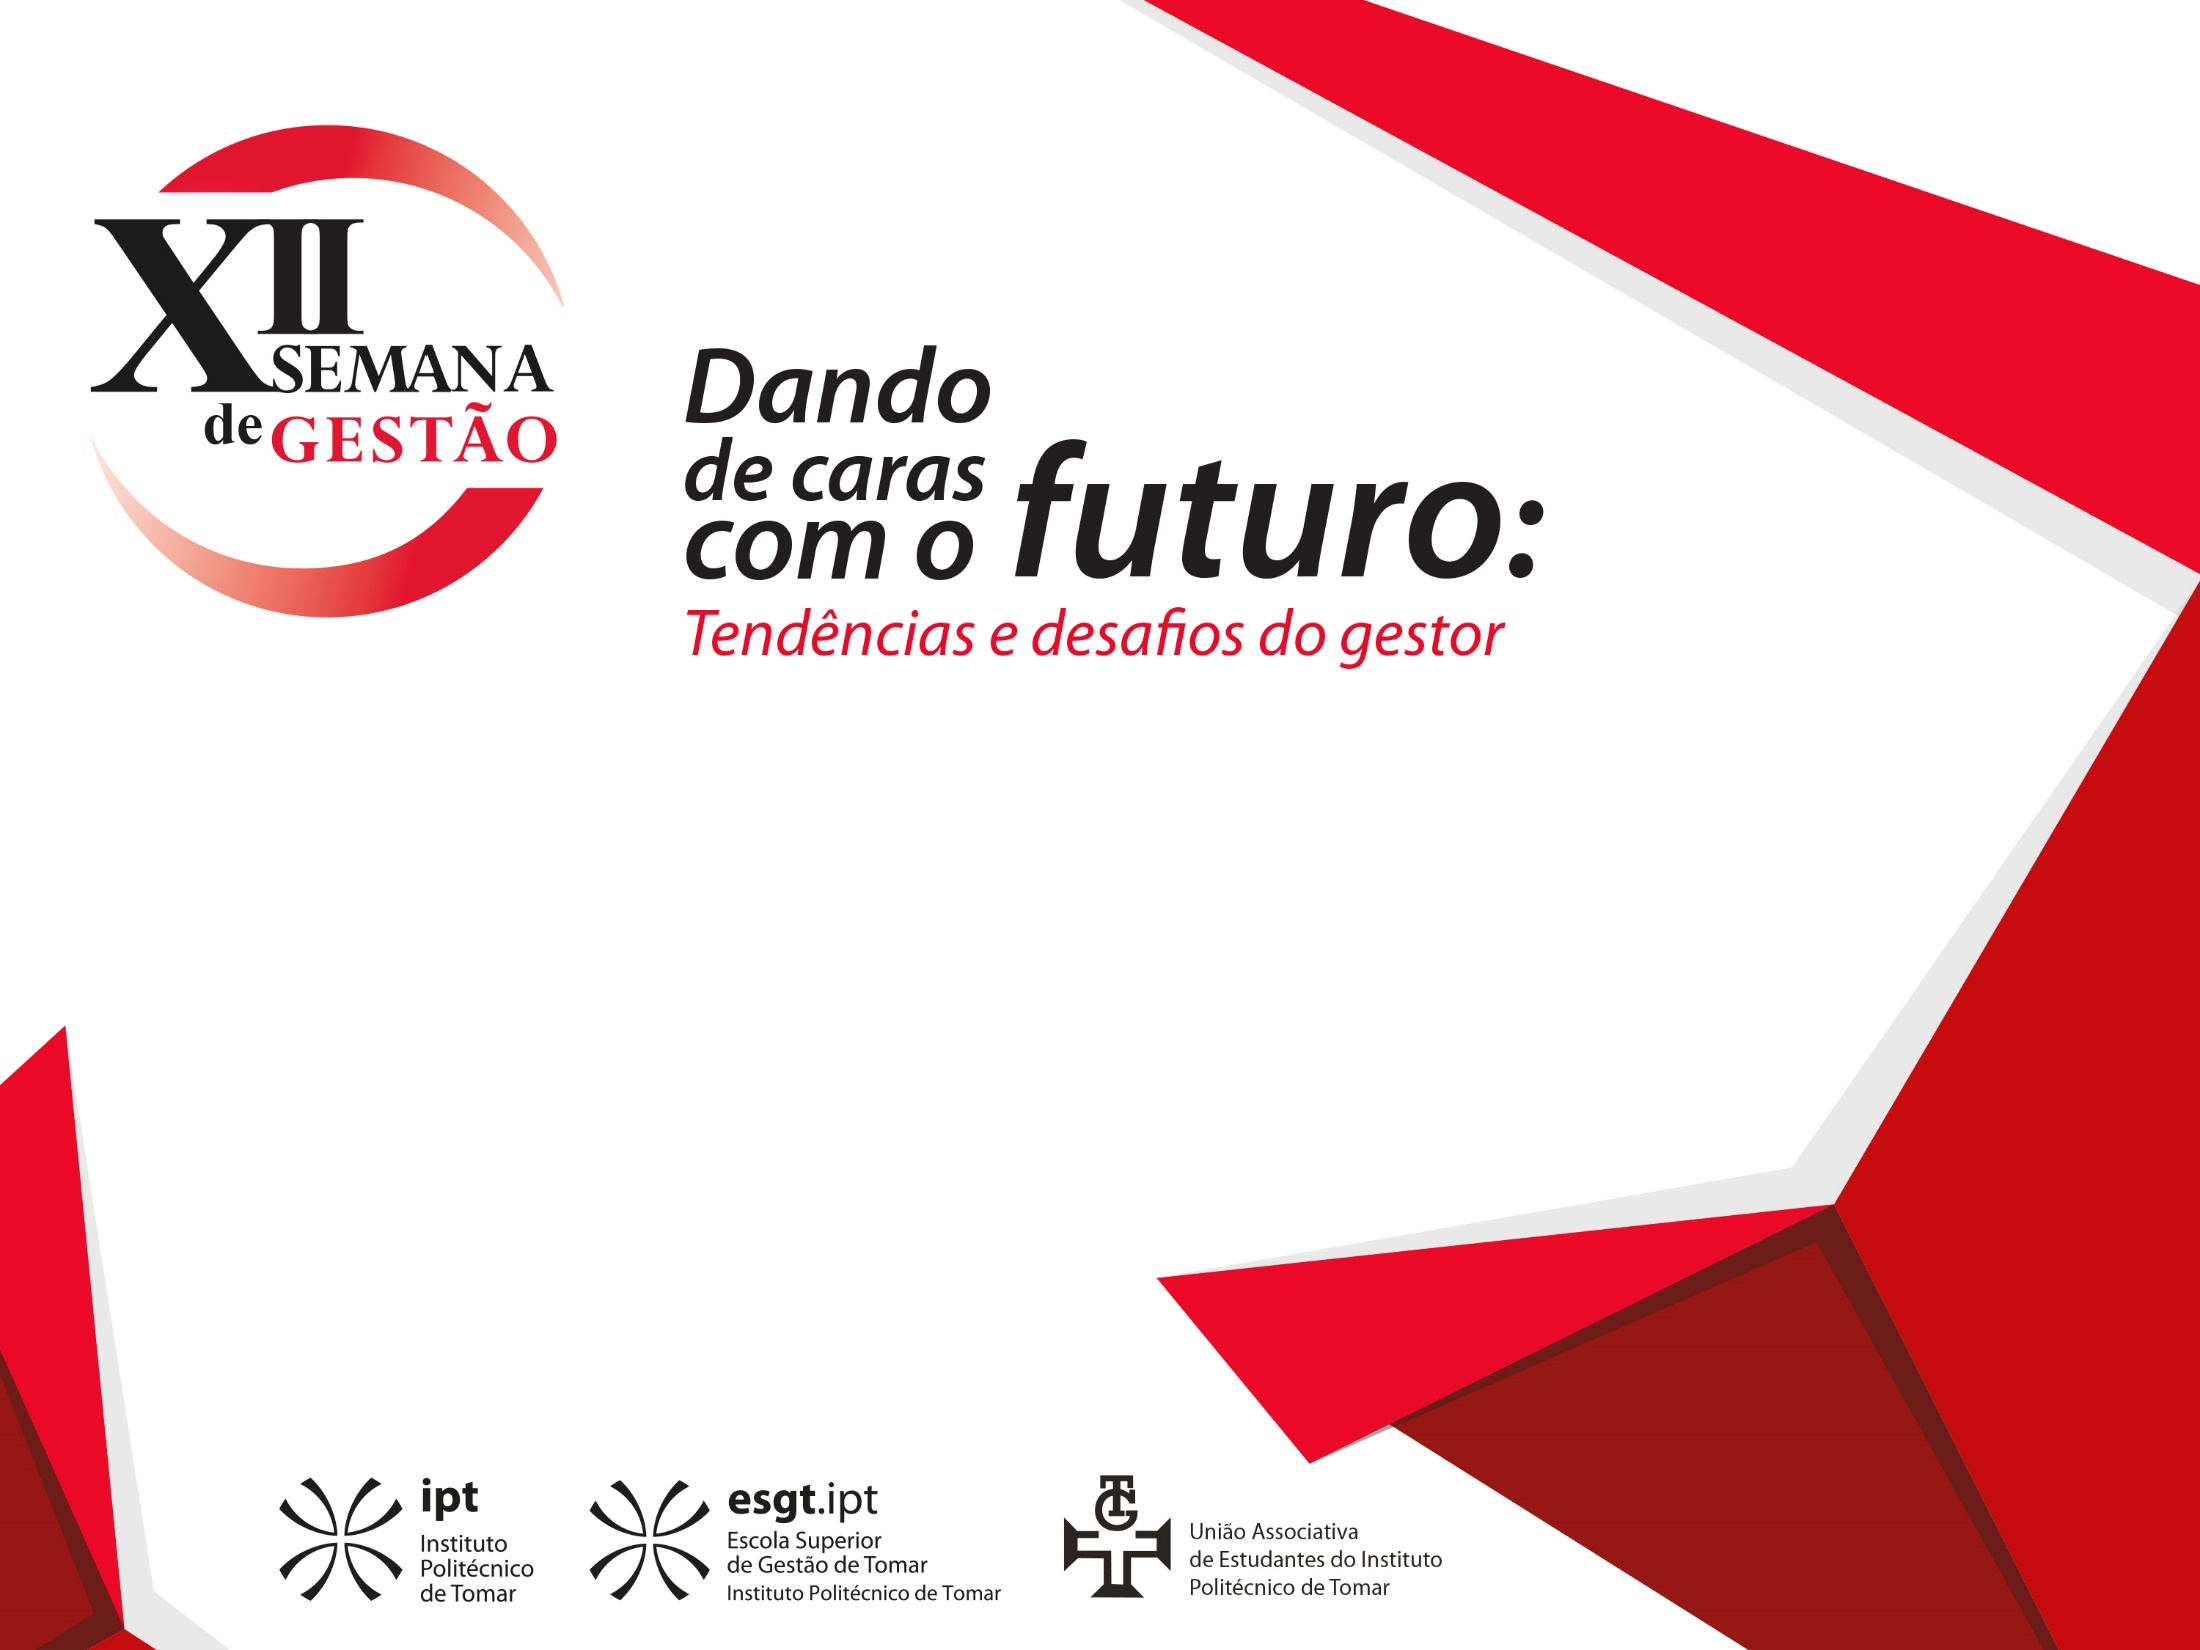 XII
SEMANA
de GESTÃO
Dando
de caras
com o futuro:
Tendências e desafios do gestor
ipt
Instituto
Politécnico
de Tomar
esgt.ipt
Escola Superior
de Gestão de Tomar
Instituto Politécnico de Tomar
União Associativa
de Estudantes do Instituto
Politécnico de Tomar